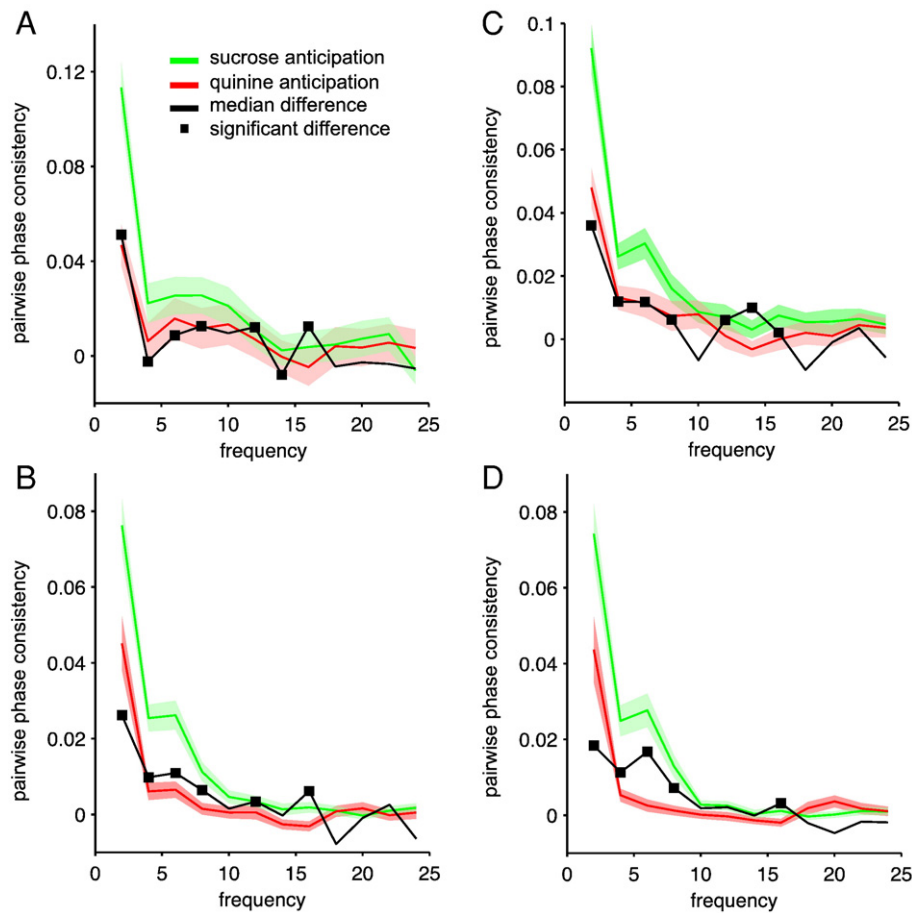 A
sucrose anticipation
quinine anticipation
median difference
significant difference
pairwise phase consistency
0.12
0.08
0.04
0
0 5 10 15 20 25
frequency
C
pairwise phase consistency
0.1
0.08
0.06
0.04
0.02
0
0 5 10 15 20 25
frequency
B
pairwise phase consistency
0.08
0.06
0.04
0.02
0
0 5 10 15 20 25
frequency
D
pairwise phase consistency
0.08
0.06
0.04
0.02
0
0 5 10 15 20 25
frequency